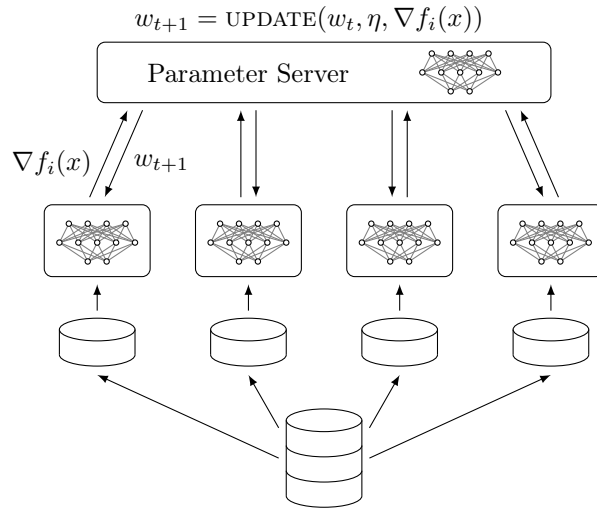 w_{t+1} = UPDATE(w_t, η, ∇f_i(x))
Parameter Server
∇f_i(x)
w_{t+1}